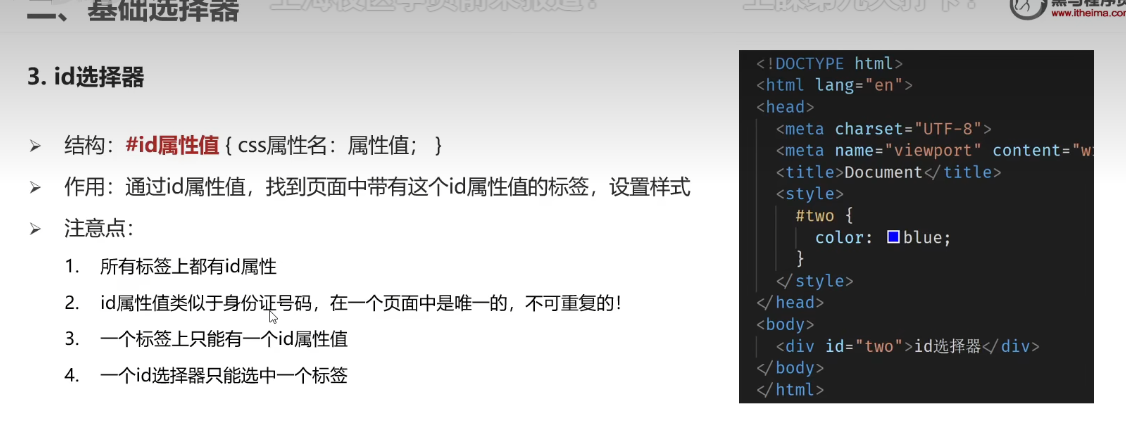 二、基础选择器
www.itheima.com
3. id选择器
➢ 结构：#id属性值 { css属性名：属性值； }
➢ 作用：通过id属性值，找到页面中带有这个id属性值的标签，设置样式
➢ 注意点：
1. 所有标签上都有id属性
2. id属性值类似于身份证号码，在一个页面中是唯一的，不可重复的！
3. 一个标签上只能有一个id属性值
4. 一个id选择器只能选中一个标签
<!DOCTYPE html>
<html lang="en">
<head>
<meta charset="UTF-8">
<meta name="viewport" content="wi
<title>Document</title>
<style>
#two {
color: blue;
}
</style>
</head>
<body>
<div id="two">id选择器</div>
</body>
</html>